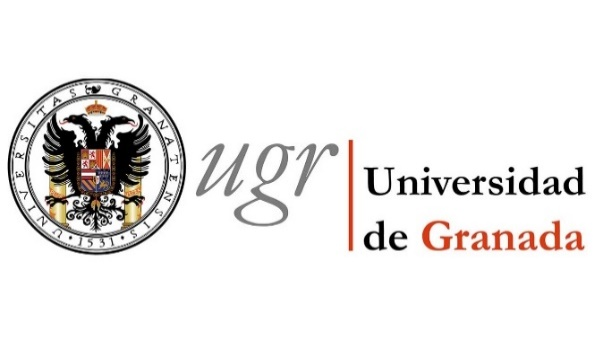 UNIVERSITAS GRANATENSIS
· 1531 ·
ugr
Universidad
de Granada